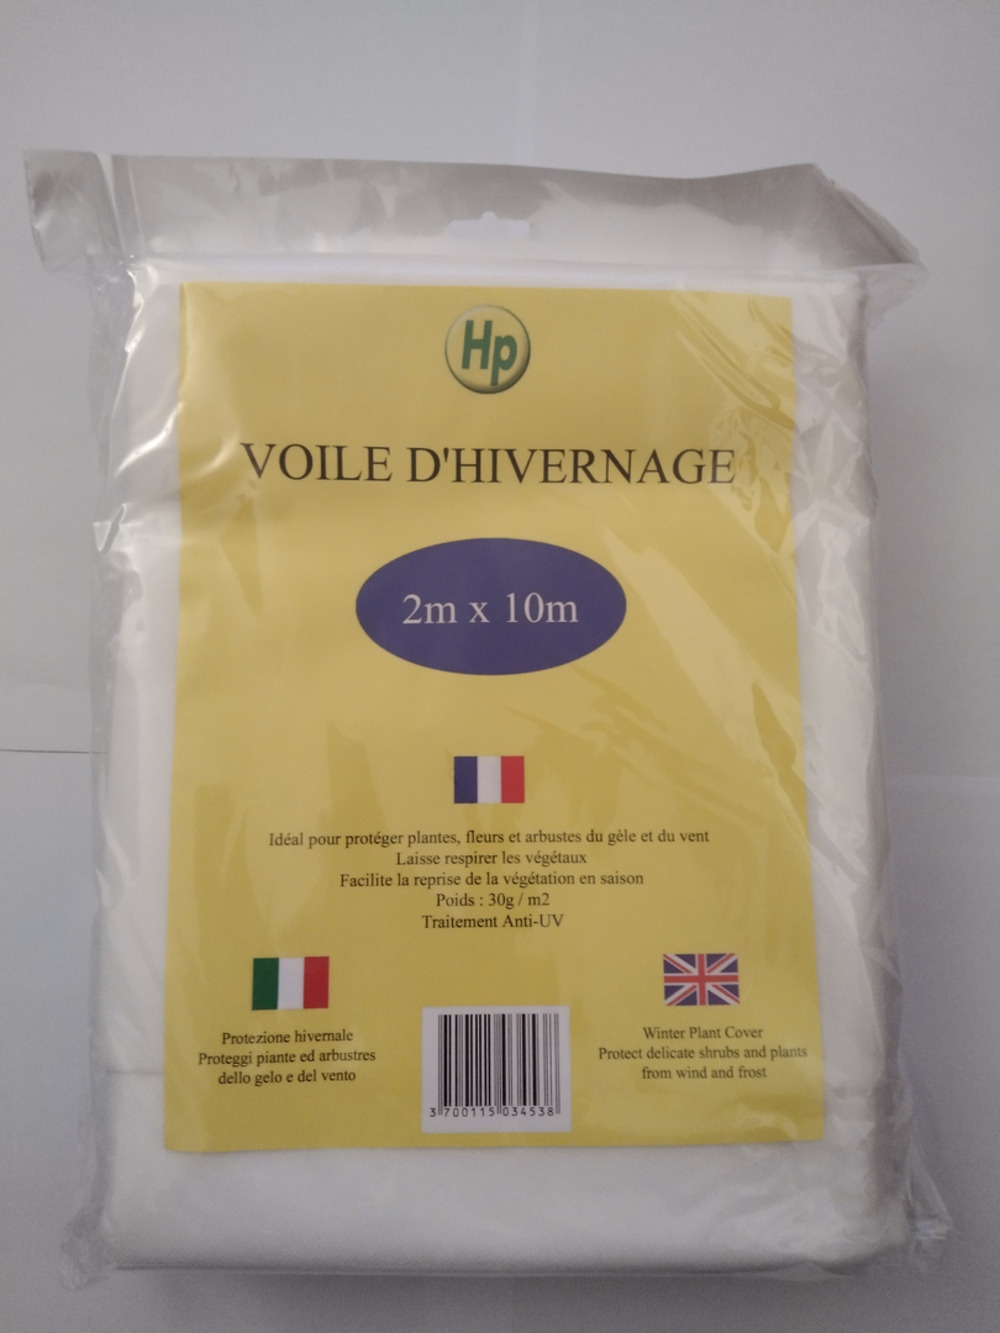 Hp
VOILE D'HIVERNAGE
2m x 10m
Idéal pour protéger plantes, fleurs et arbustes du gèle et du vent
Laisse respirer les végétaux
Facilite la reprise de la végétation en saison
Poids : 30g / m2
Traitement Anti-UV
Protezione hivernale
Proteggi piante ed arbustres
dello gelo e del vento
Winter Plant Cover
Protect delicate shrubs and plants
from wind and frost
3 700115 034538